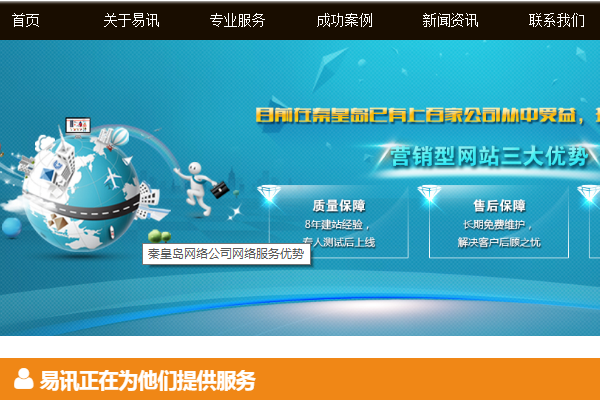 首页 关于易讯 专业服务 成功案例 新闻资讯 联系我们
目前在秦皇岛已有上百家公司从中受益，
营销型网站三大优势
质量保障
8年建站经验，
专人测试后上线
售后保障
长期免费维护，
解决客户后顾之忧
秦皇岛网络公司网络服务优势
易讯正在为他们提供服务